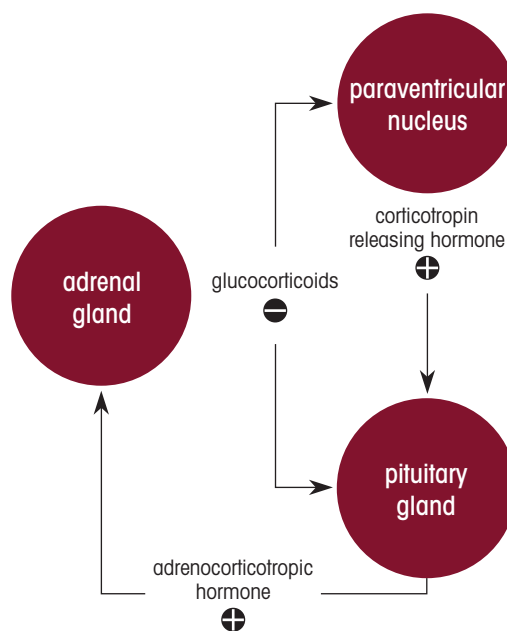 paraventricular
nucleus
corticotropin
releasing hormone
+
adrenal
gland
glucocorticoids
−
pituitary
gland
adrenocorticotropic
hormone
+